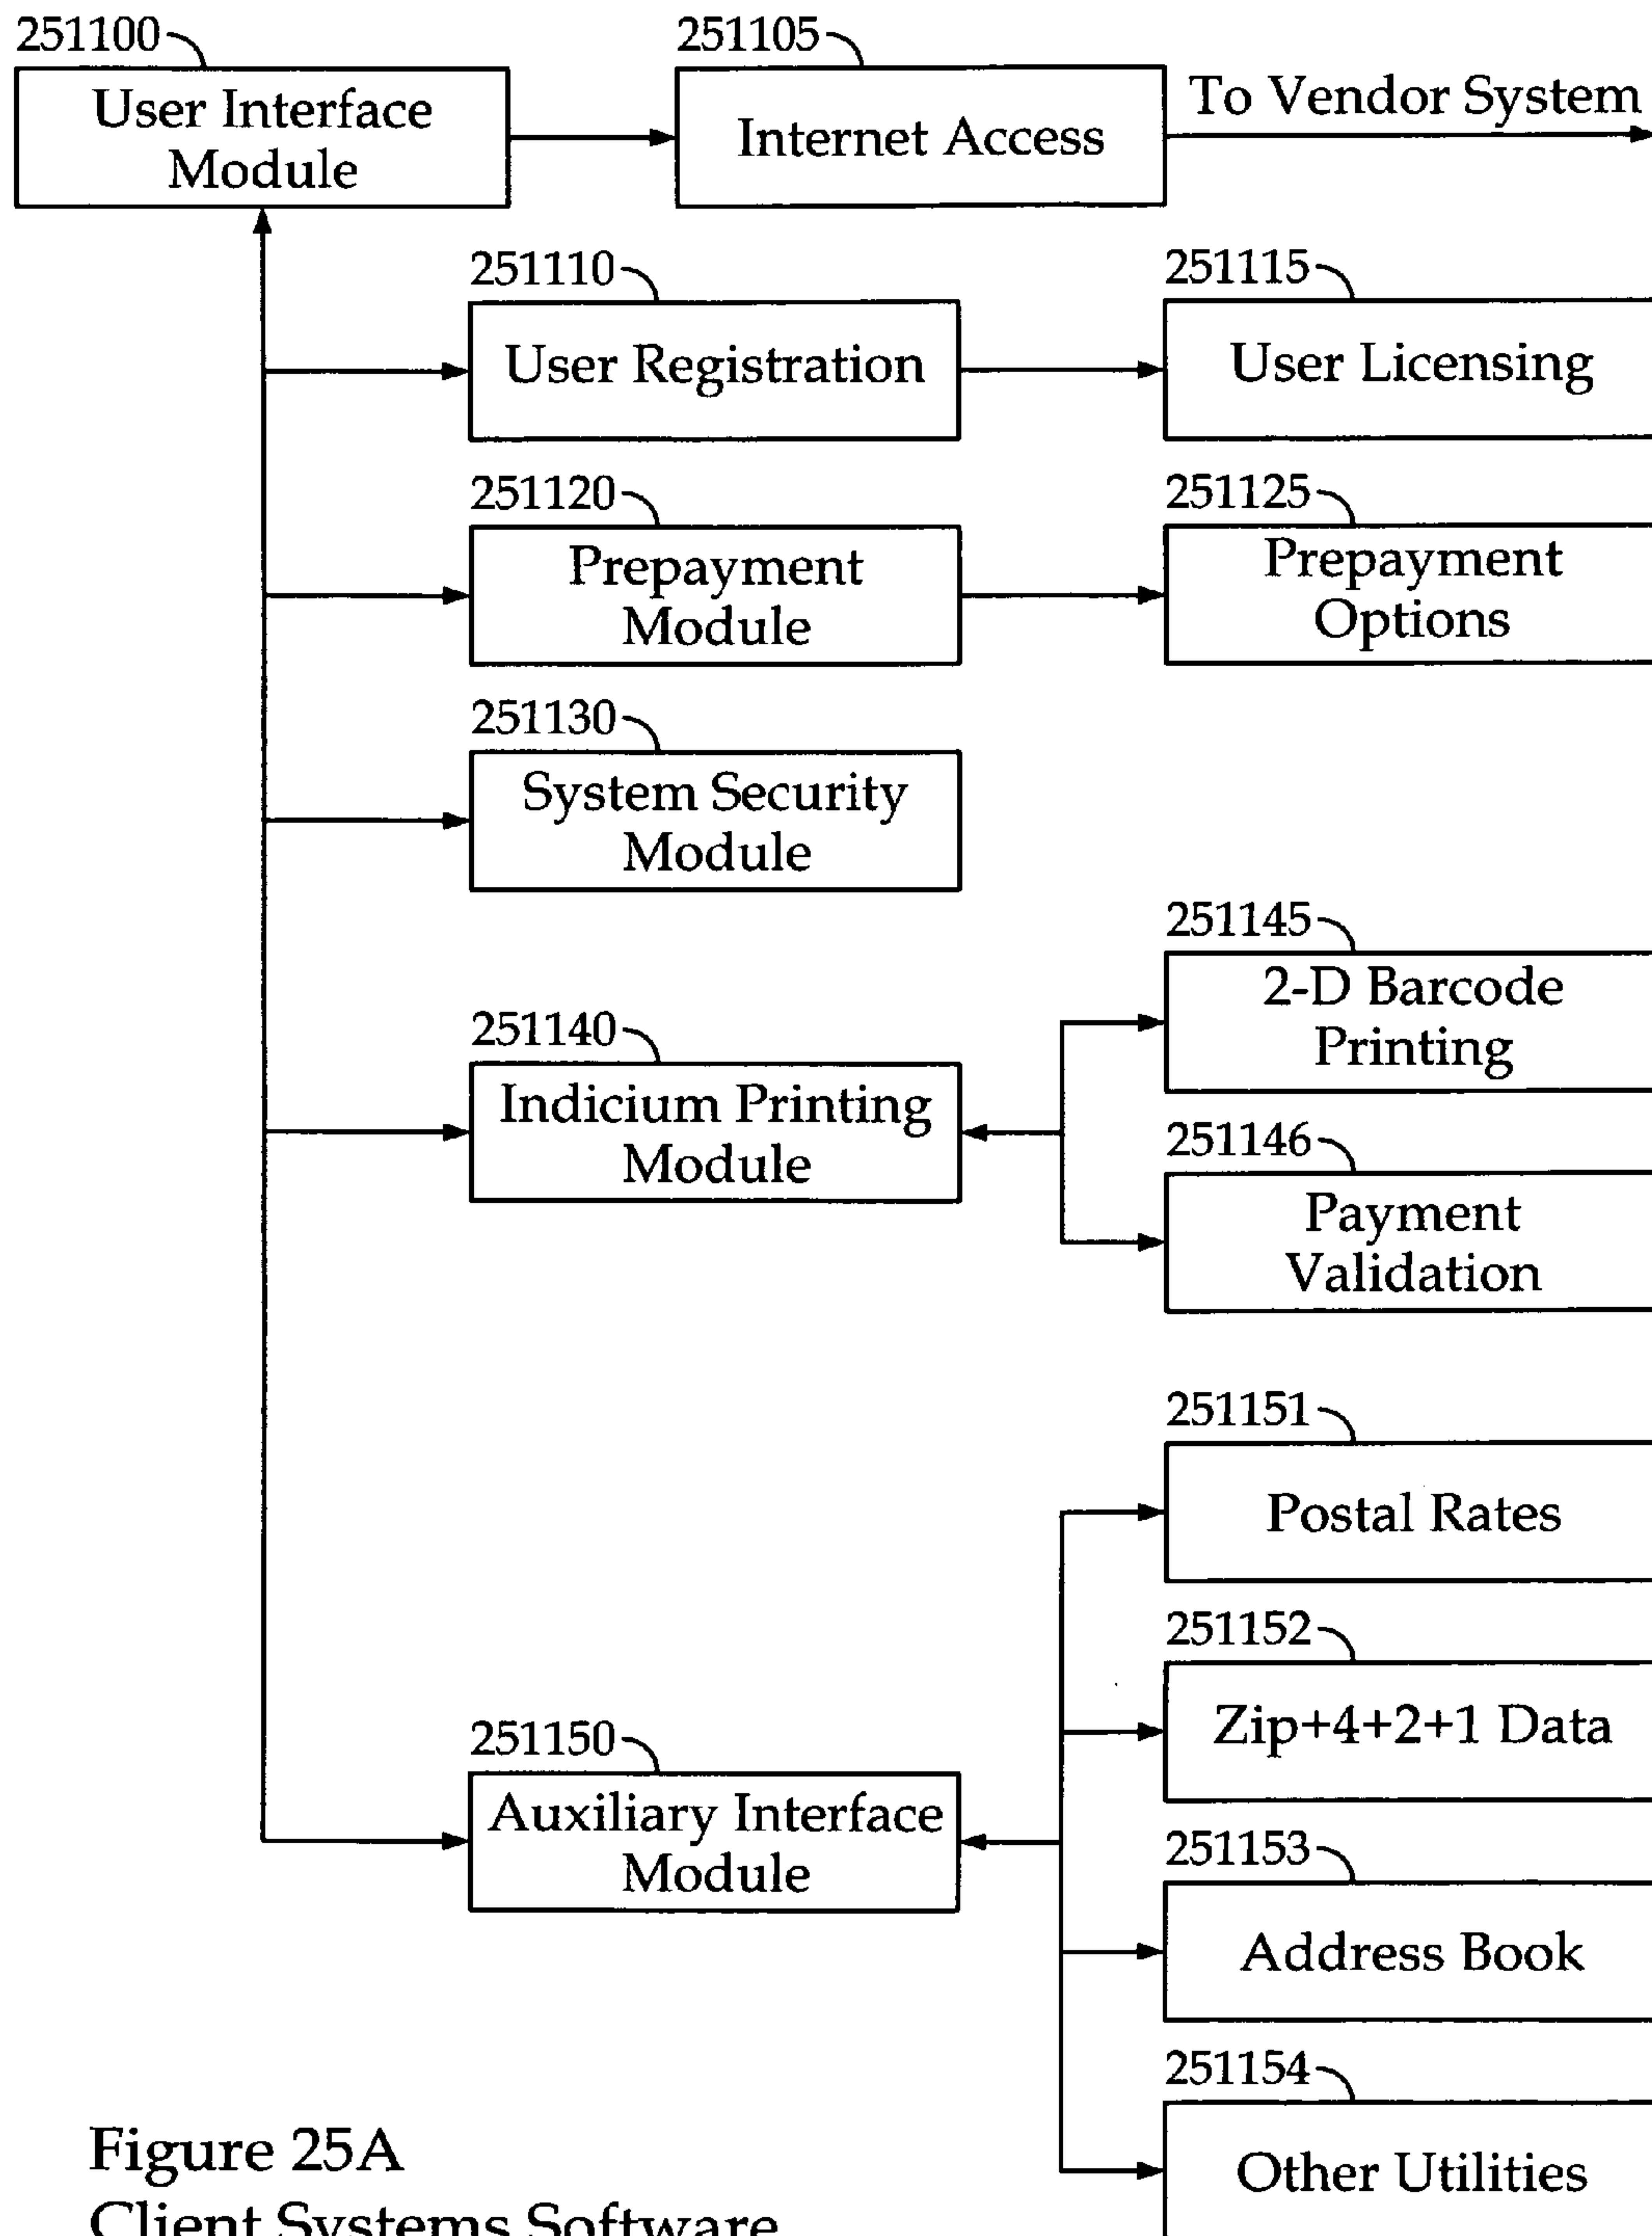 251100
User Interface
Module
251105
Internet Access
To Vendor System
251110
User Registration
251115
User Licensing
251120
Prepayment
Module
251125
Prepayment
Options
251130
System Security
Module
251140
Indicium Printing
Module
251145
2-D Barcode
Printing
251146
Payment
Validation
251150
Auxiliary Interface
Module
251151
Postal Rates
251152
Zip+4+2+1 Data
251153
Address Book
251154
Other Utilities
Figure 25A
Client Systems Software